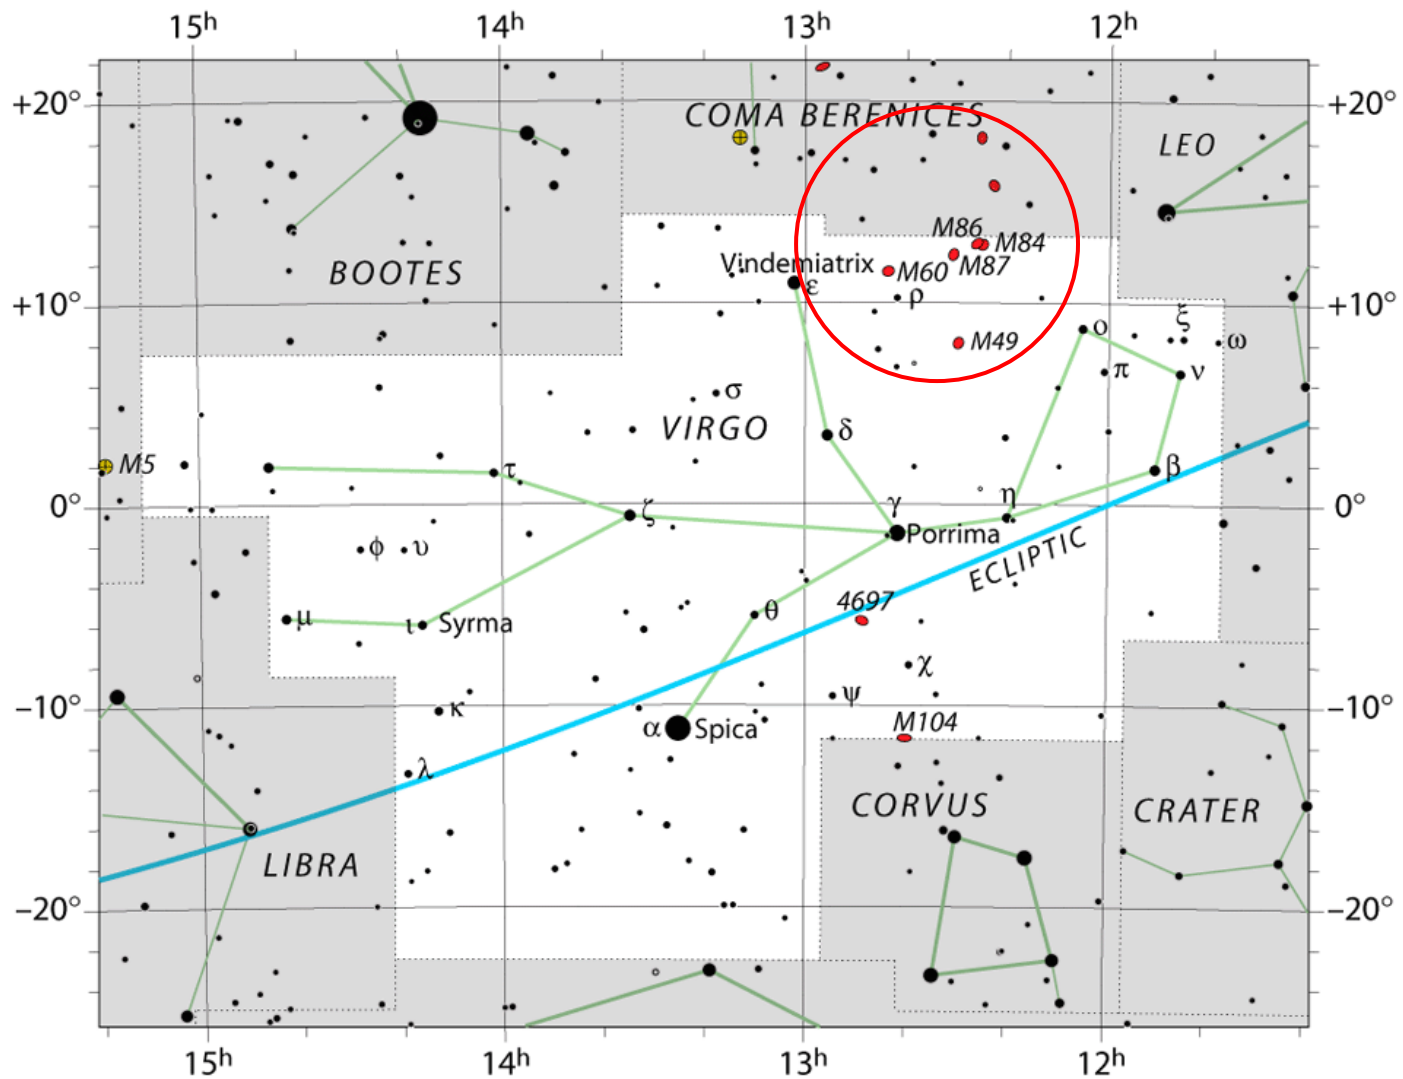 15h 14h 13h 12h
+20° +20°
COMA BERENICES
LEO
M86 M84
Vindemiatrix M60 M87
BOOTES
ε ρ
+10° +10°
ο ξ
M49 ω
π ν
σ
VIRGO δ
M5 τ β
0° ζ γ η 0°
Porrima
φ υ ECLIPTIC
4697
μ ι Syrma θ
χ
κ ψ
−10° −10°
α Spica M104
λ
CORVUS CRATER
LIBRA
−20° −20°
15h 14h 13h 12h